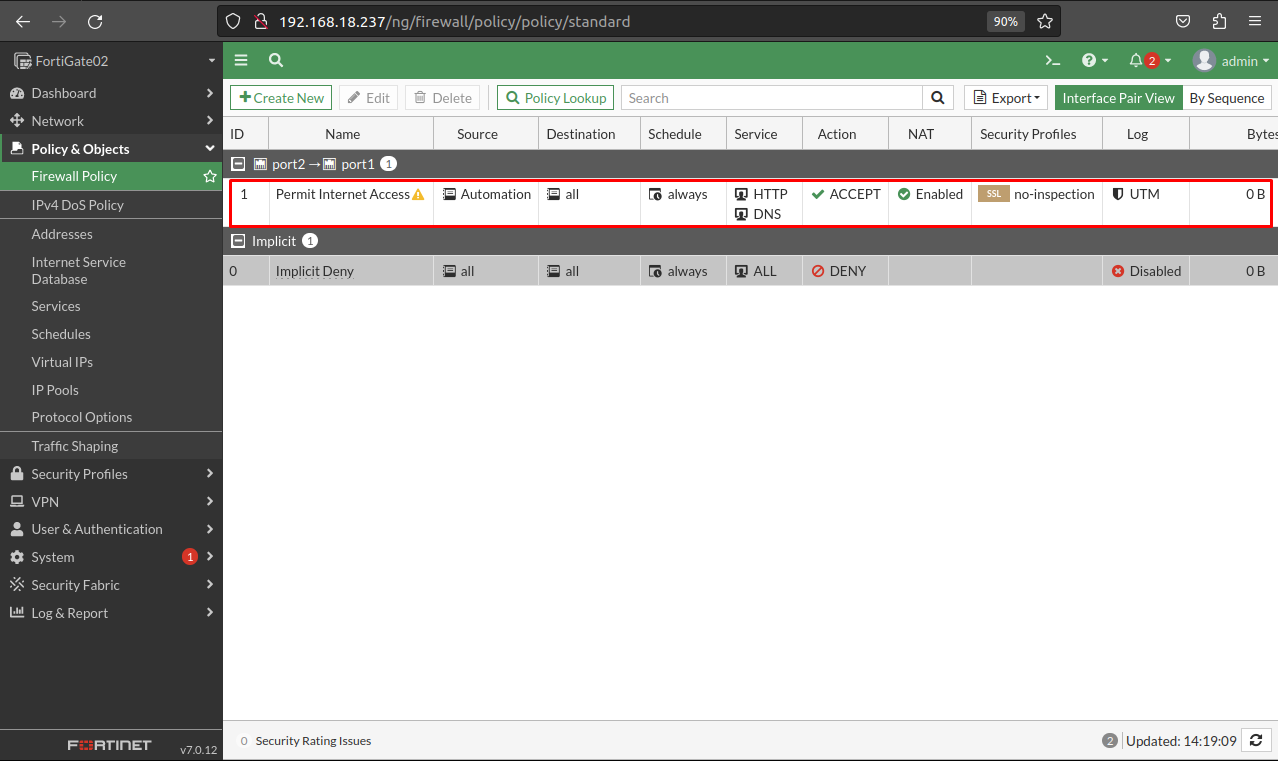 192.168.18.237/ng/firewall/policy/policy/standard
90%
FortiGate02
2
admin
Dashboard
Network
Policy & Objects
Firewall Policy
IPv4 DoS Policy
Addresses
Internet Service
Database
Services
Schedules
Virtual IPs
IP Pools
Protocol Options
Traffic Shaping
Security Profiles
VPN
User & Authentication
System 1
Security Fabric
Log & Report
FORTINET v7.0.12
Create New Edit Delete Policy Lookup Search Export Interface Pair View By Sequence
ID Name Source Destination Schedule Service Action NAT Security Profiles Log Bytes
port2 → port1 1
1 Permit Internet Access Automation all always HTTP ACCEPT Enabled SSL no-inspection UTM 0 B
DNS
Implicit 1
0 Implicit Deny all all always ALL DENY Disabled 0 B
0 Security Rating Issues 2 Updated: 14:19:09